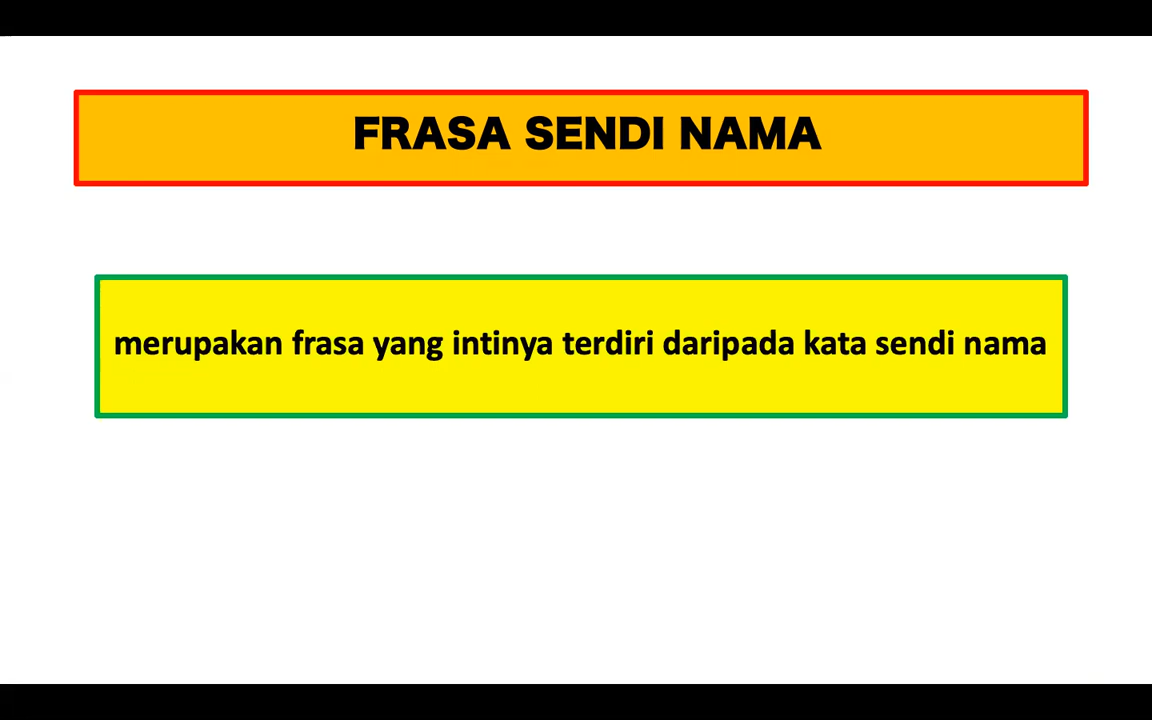 FRASA SENDI NAMA
merupakan frasa yang intinya terdiri daripada kata sendi nama